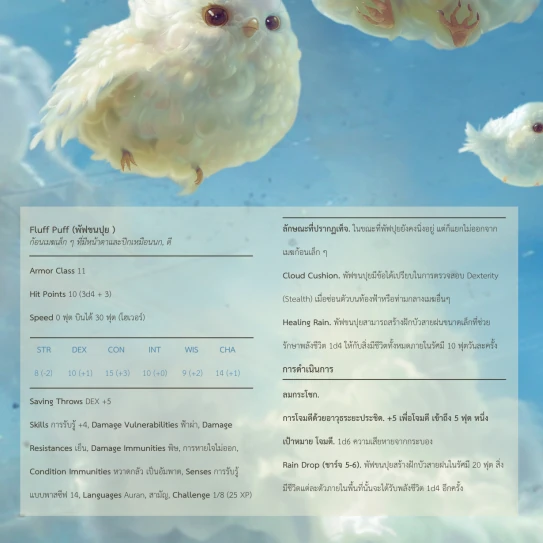 Fluff Puff (พัฟขนปุย )
ก้อนเมฆเล็ก ๆ ที่มีหน้าตาและปีกเหมือนนก, ดี
Armor Class 11
Hit Points 10 (3d4 + 3)
Speed 0 ฟุต บินได้ 30 ฟุต (โฮเวอร์)
STR DEX CON INT WIS CHA
8 (-2) 10 (+1) 15 (+3) 10 (+0) 9 (+2) 14 (+1)
Saving Throws DEX +5
Skills การรับรู้ +4, Damage Vulnerabilities ฟ้าผ่า, Damage
Resistances เย็น, Damage Immunities พิษ, การหายใจไม่ออก,
Condition Immunities หวาดกลัว เป็นอัมพาต, Senses การรับรู้
แบบพาสซีฟ 14, Languages Auran, สามัญ, Challenge 1/8 (25 XP)
ลักษณะที่ปรากฏเท็จ. ในขณะที่พัฟปุยยังคงนิ่งอยู่ แต่ก็แยกไม่ออกจาก
เมฆก้อนเล็ก ๆ
Cloud Cushion. พัฟขนปุยมีข้อได้เปรียบในการตรวจสอบ Dexterity
(Stealth) เมื่อซ่อนตัวบนท้องฟ้าหรือท่ามกลางเมฆอื่นๆ
Healing Rain. พัฟขนปุยสามารถสร้างฝักบัวสายฝนขนาดเล็กที่ช่วย
รักษาพลังชีวิต 1d4 ให้กับสิ่งมีชีวิตทั้งหมดภายในรัศมี 10 ฟุตวันละครั้ง
การดำเนินการ
ลมกระโชก.
การโจมตีด้วยอาวุธระยะประชิด. +5 เพื่อโจมตี เข้าถึง 5 ฟุต หนึ่ง
เป้าหมาย โจมตี. 1d6 ความเสียหายจากกระบอง
Rain Drop (ชาร์จ 5-6). พัฟขนปุยสร้างฝักบัวสายฝนในรัศมี 20 ฟุต สิ่ง
มีชีวิตแต่ละตัวภายในพื้นที่นั้นจะได้รับพลังชีวิต 1d4 อีกครั้ง